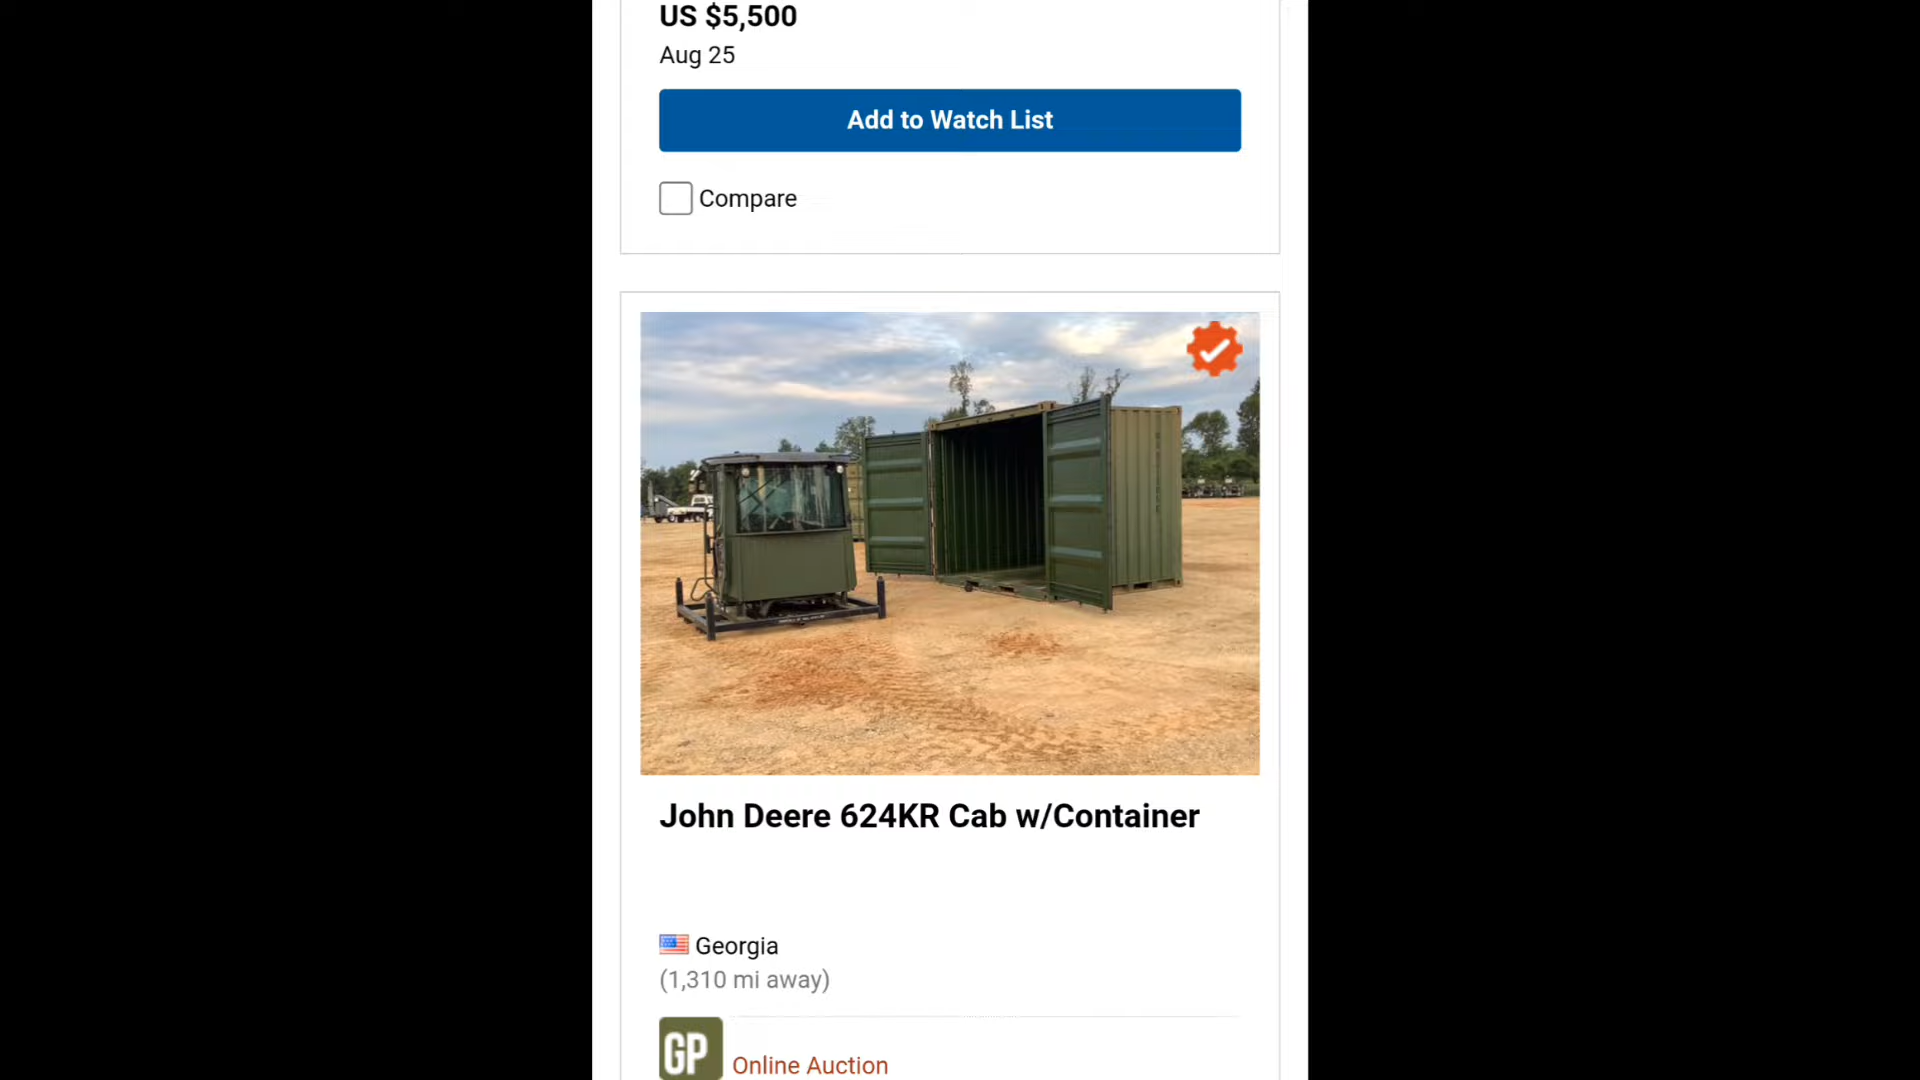 US $5,500
Aug 25
Add to Watch List
Compare
John Deere 624KR Cab w/Container
Georgia
(1,310 mi away)
GP
Online Auction